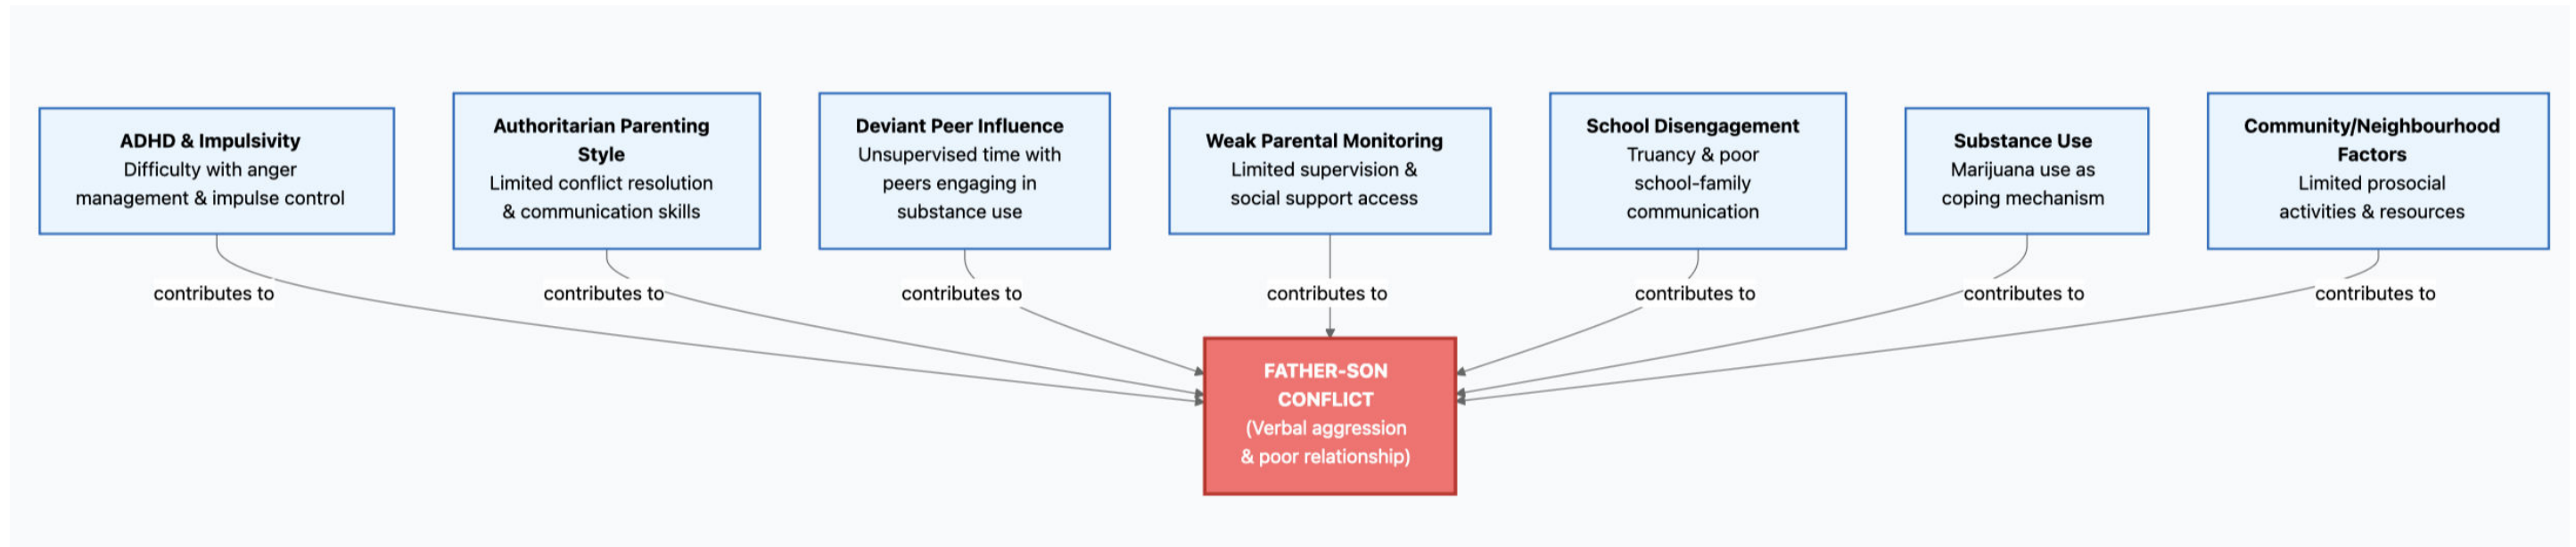 ADHD & Impulsivity
Difficulty with anger
management & impulse control
Authoritarian Parenting
Style
Limited conflict resolution
& communication skills
Deviant Peer Influence
Unsupervised time with
peers engaging in
substance use
Weak Parental Monitoring
Limited supervision &
social support access
School Disengagement
Truancy & poor
school-family
communication
Substance Use
Marijuana use as
coping mechanism
Community/Neighbourhood
Factors
Limited prosocial
activities & resources
contributes to
contributes to
contributes to
contributes to
contributes to
contributes to
contributes to
FATHER-SON
CONFLICT
(Verbal aggression
& poor relationship)